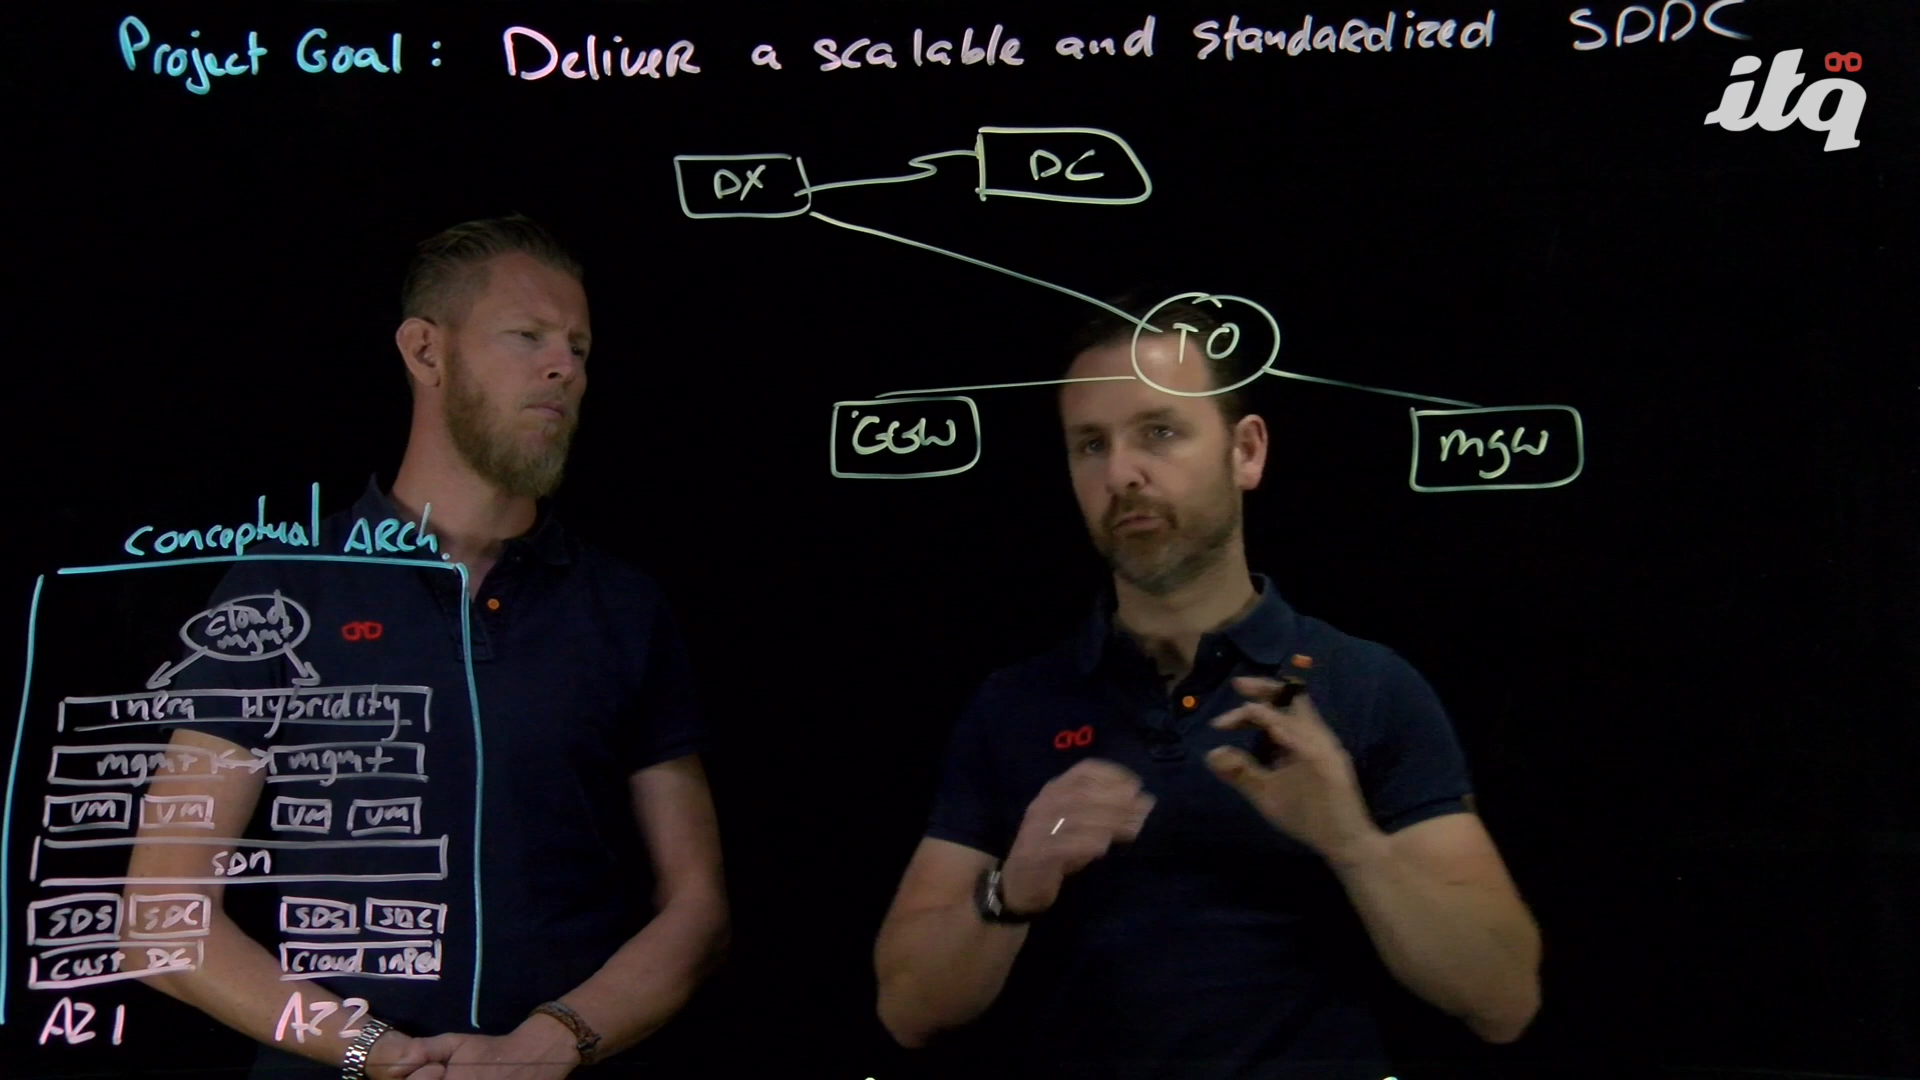 Project Goal: Deliver a scalable and standardized SDDC
itq
DX
DC
T0
CGW
mgw
conceptual ARch.
cloud
mgmt
Infra Hybridity
mgmt mgmt
VM VM VM VM
SDN
SDS SDC SDS SDC
cust DC cloud infra
AZ1 AZ2